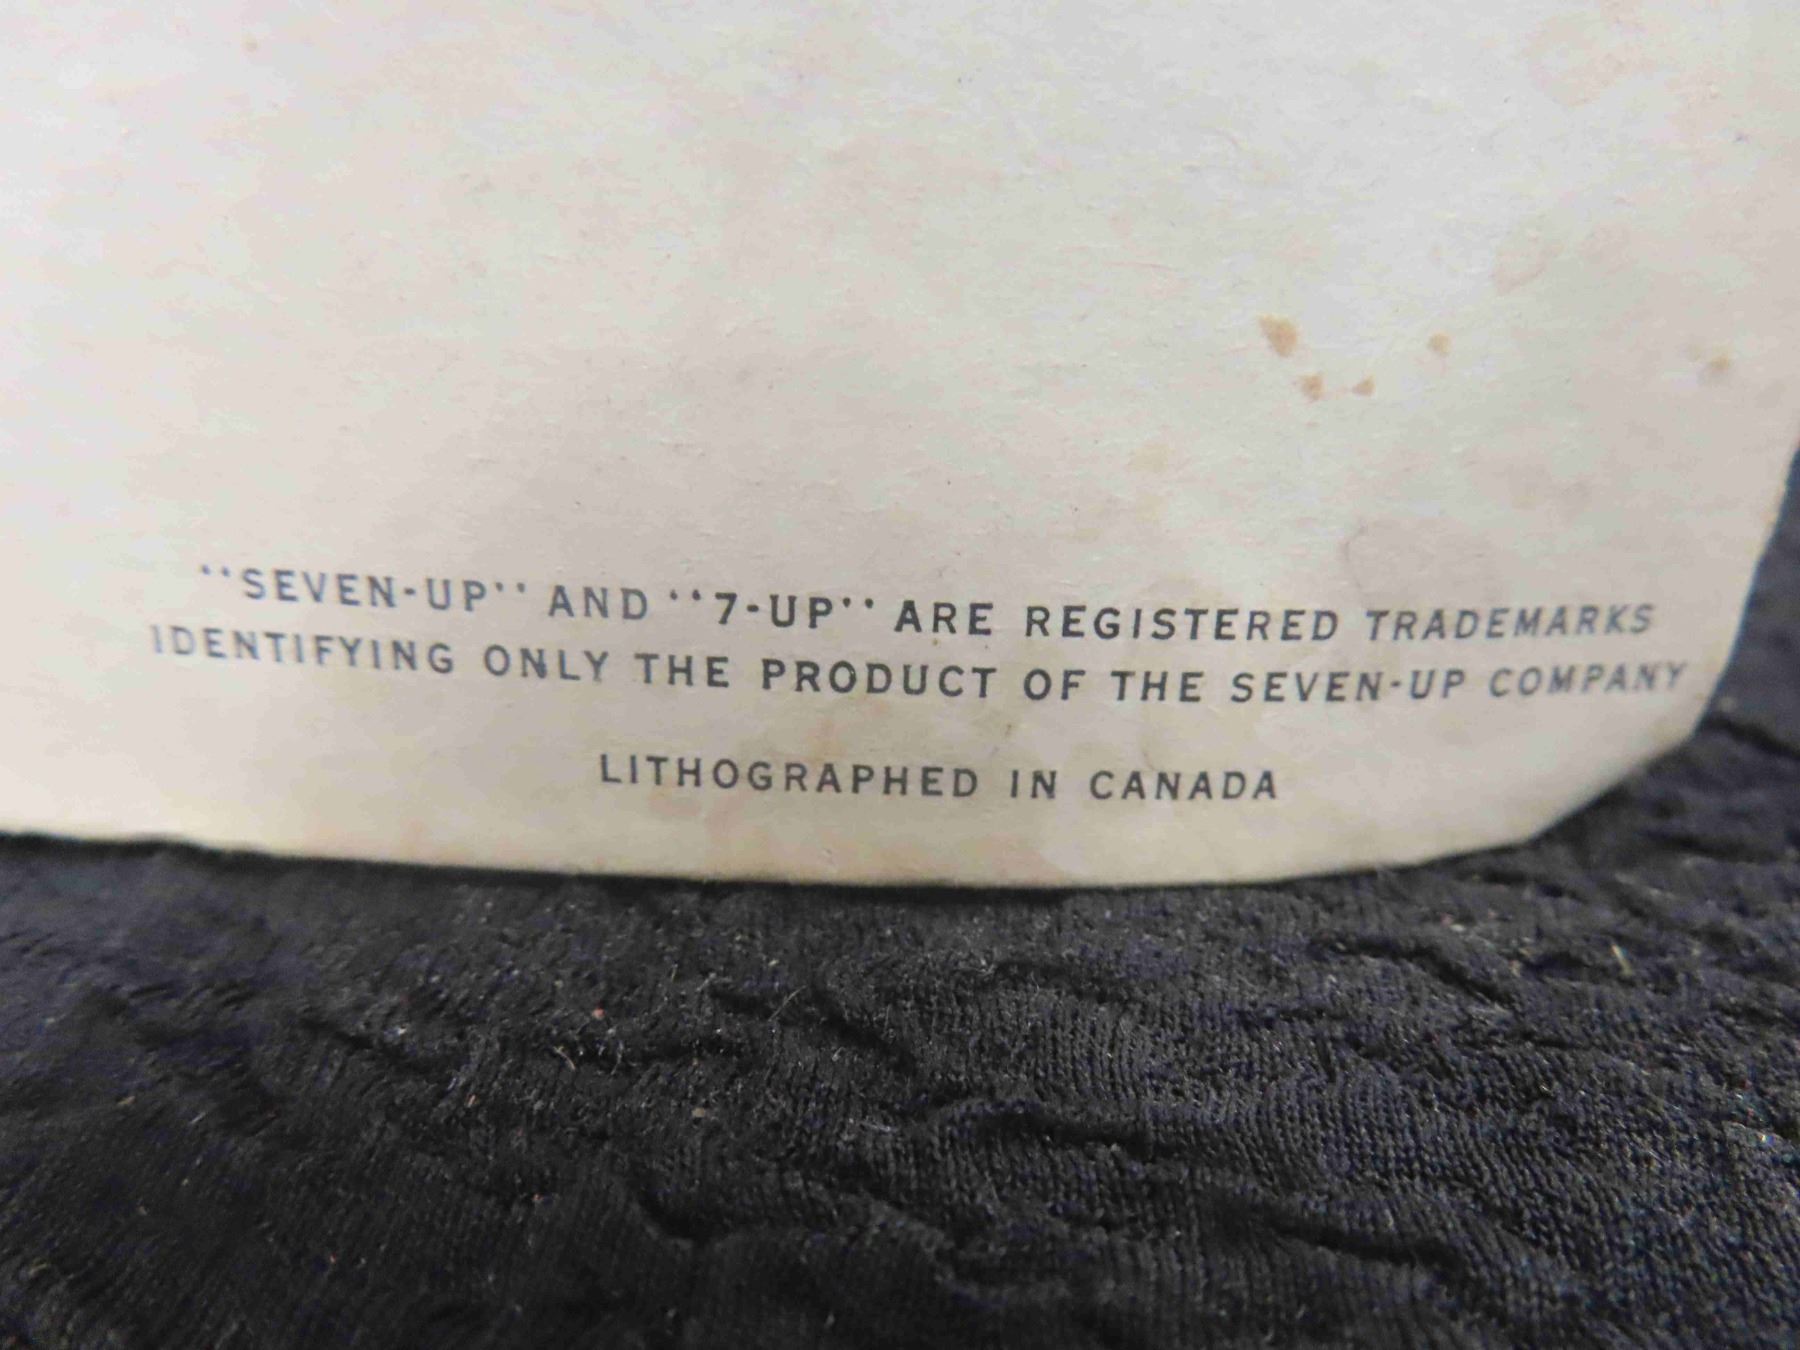 "SEVEN-UP" AND "7-UP" ARE REGISTERED TRADEMARKS
IDENTIFYING ONLY THE PRODUCT OF THE SEVEN-UP COMPANY
LITHOGRAPHED IN CANADA